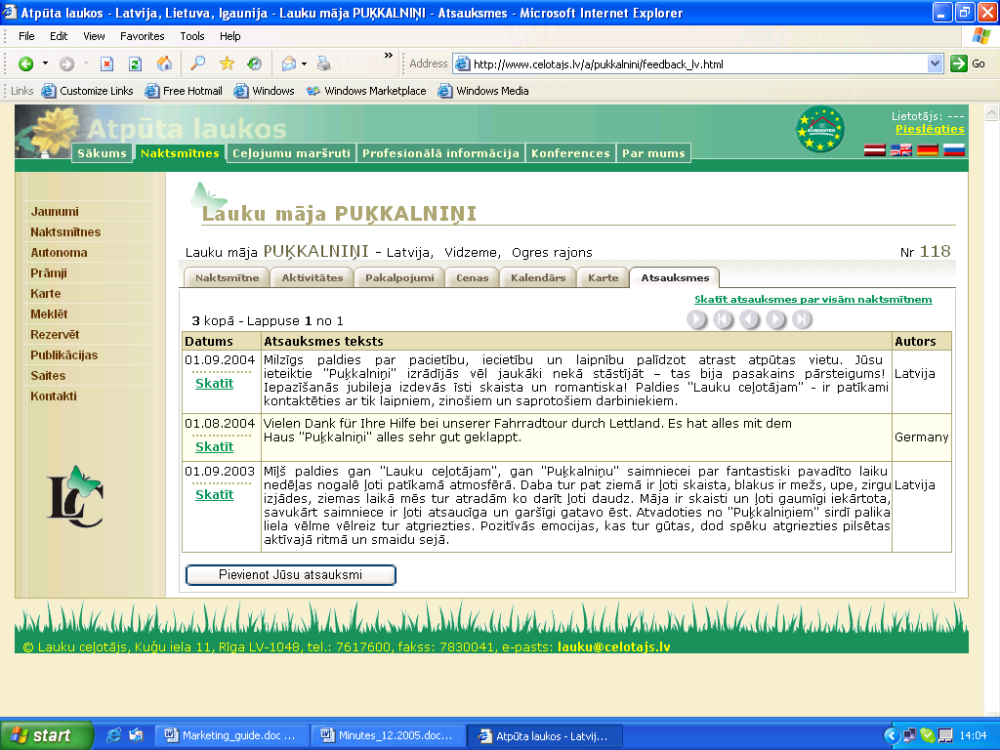 Atpūta laukos - Latvija, Lietuva, Igaunija - Lauku māja PUĶKALNIŅI - Atsauksmes - Microsoft Internet Explorer
File Edit View Favorites Tools Help
»
Address http://www.celotajs.lv/a/pukkalnini/feedback_lv.html Go
Links Customize Links Free Hotmail Windows Windows Marketplace Windows Media
Atpūta laukos
EUROGITES
Lietotājs: ---
Pieslēgties
Sākums Naktsmītnes Ceļojumu maršruti Profesionālā informācija Konferences Par mums
Jaunumi
Naktsmītnes
Autonoma
Prāmji
Karte
Meklēt
Rezervēt
Publikācijas
Saites
Kontakti
LC
Lauku māja PUĶKALNIŅI
Lauku māja PUĶKALNIŅI - Latvija, Vidzeme, Ogres rajons Nr 118
Naktsmītne Aktivitātes Pakalpojumi Cenas Kalendārs Karte Atsauksmes
Skatīt atsauksmes par visām naktsmītnem
3 kopā - Lappuse 1 no 1
Datums Atsauksmes teksts Autors
01.09.2004
Skatīt
Milzīgs paldies par pacietību, iecietību un laipnību palīdzot atrast atpūtas vietu. Jūsu
ieteiktie "Puķkalniņi" izrādījās vēl jaukāki nekā stāstījāt – tas bija pasakains pārsteigums!
Iepazīšanās jubileja izdevās īsti skaista un romantiska! Paldies "Lauku ceļotājam" - ir patīkami
kontaktēties ar tik laipniem, zinošiem un saprotošiem darbiniekiem.
Latvija
01.08.2004
Skatīt
Vielen Dank für Ihre Hilfe bei unserer Fahrradtour durch Lettland. Es hat alles mit dem
Haus "Puķkalniņi" alles sehr gut geklappt.
Germany
01.09.2003
Skatīt
Mīļš paldies gan "Lauku ceļotājam", gan "Puķkalniņu" saimniecei par fantastiski pavadīto laiku
nedēļas nogalē ļoti patīkamā atmosfērā. Daba tur pat ziemā ir ļoti skaista, blakus ir mežs, upe, zirgu
izjādes, ziemas laikā mēs tur atradām ko darīt ļoti daudz. Māja ir skaisti un ļoti gaumīgi iekārtota,
savukārt saimniece ir ļoti atsaucīga un garšīgi gatavo ēst. Atvadoties no "Puķkalniņiem" sirdī palika
liela vēlme vēlreiz tur atgriezties. Pozitīvās emocijas, kas tur gūtas, dod spēku atgriezties pilsētas
aktīvajā ritmā un smaidu sejā.
Latvija
Pievienot Jūsu atsauksmi
© Lauku ceļotājs, Kuģu iela 11, Rīga LV-1048, tel.: 7617600, fakss: 7830041, e-pasts: lauku@celotajs.lv
start Marketing_guide.doc ... Minutes_12.2005.doc... Atpūta laukos - Latvij... 14:04